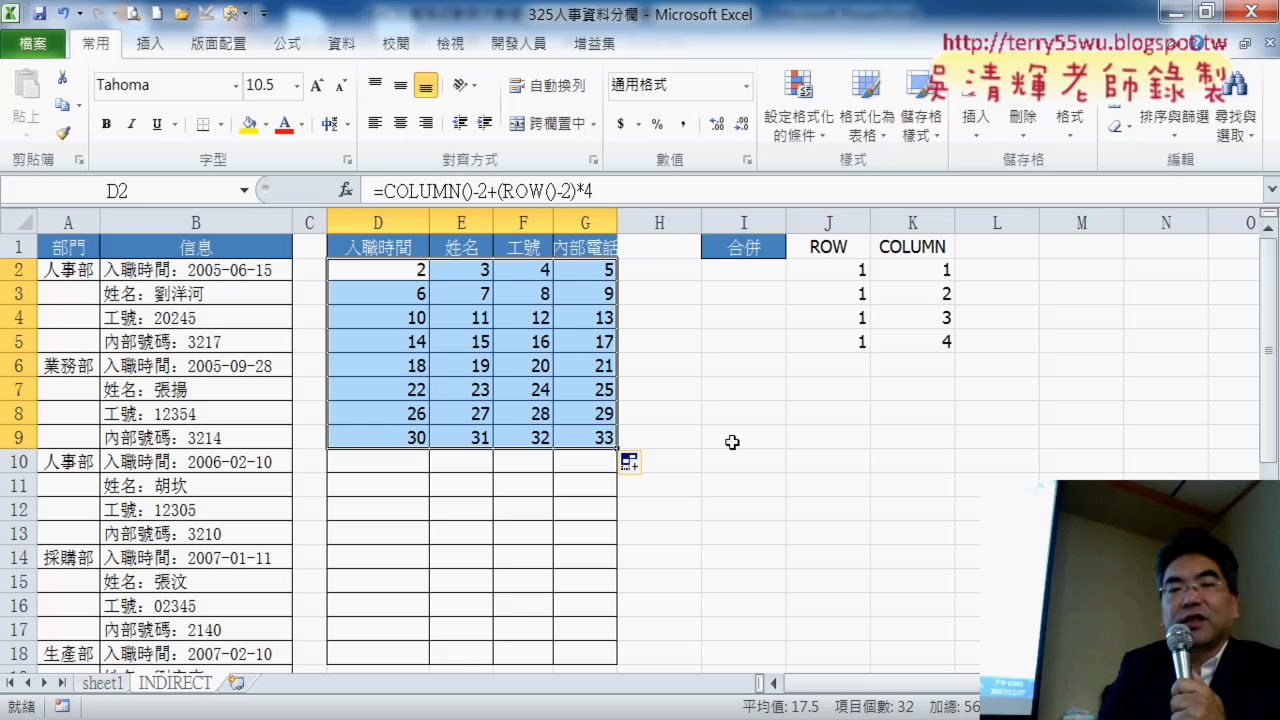 325人事資料分欄 - Microsoft Excel
http://terry55wu.blogspot.tw
吳清輝老師錄製
檔案 常用 插入 版面配置 公式 資料 校閱 檢視 開發人員 增益集
貼上
剪貼簿
Tahoma 10.5
B I U
字型
自動換列
跨欄置中
對齊方式
通用格式
$ % ,
數值
設定格式化的條件
格式化為表格
儲存格樣式
樣式
插入 刪除 格式
儲存格
排序與篩選 尋找與選取
編輯
D2 fx =COLUMN()-2+(ROW()-2)*4
A B C D E F G H I J K L M N O
1 部門 信息 入職時間 姓名 工號 內部電話 合併 ROW COLUMN
2 人事部 入職時間: 2005-06-15 2 3 4 5 1 1
3 姓名: 劉洋河 6 7 8 9 1 2
4 工號: 20245 10 11 12 13 1 3
5 內部號碼: 3217 14 15 16 17 1 4
6 業務部 入職時間: 2005-09-28 18 19 20 21
7 姓名: 張揚 22 23 24 25
8 工號: 12354 26 27 28 29
9 內部號碼: 3214 30 31 32 33
10 人事部 入職時間: 2006-02-10
11 姓名: 胡坎
12 工號: 12305
13 內部號碼: 3210
14 採購部 入職時間: 2007-01-11
15 姓名: 張汶
16 工號: 02345
17 內部號碼: 2140
18 生產部 入職時間: 2007-02-10
sheet1 INDIRECT
就緒 平均值: 17.5 項目個數: 32 加總: 56